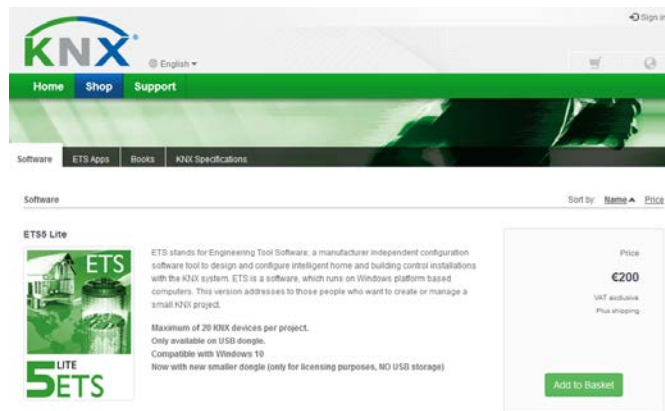 Sign in
KNX®
English
Home Shop Support
Software ETS Apps Books KNX Specifications
Software Sort by: Name Price
ETS5 Lite
ETS
ETS stands for Engineering Tool Software; a manufacturer independent configuration
software tool to design and configure intelligent home and building control installations
with the KNX system. ETS is a software, which runs on Windows platform based
computers. This version addresses to those people who want to create or manage a
small KNX project.
Maximum of 20 KNX devices per project.
Only available on USB dongle.
Compatible with Windows 10
Now with new smaller dongle (only for licensing purposes, NO USB storage)
LITE
5ETS
Price
€200
VAT exclusive
Plus shipping
Add to Basket